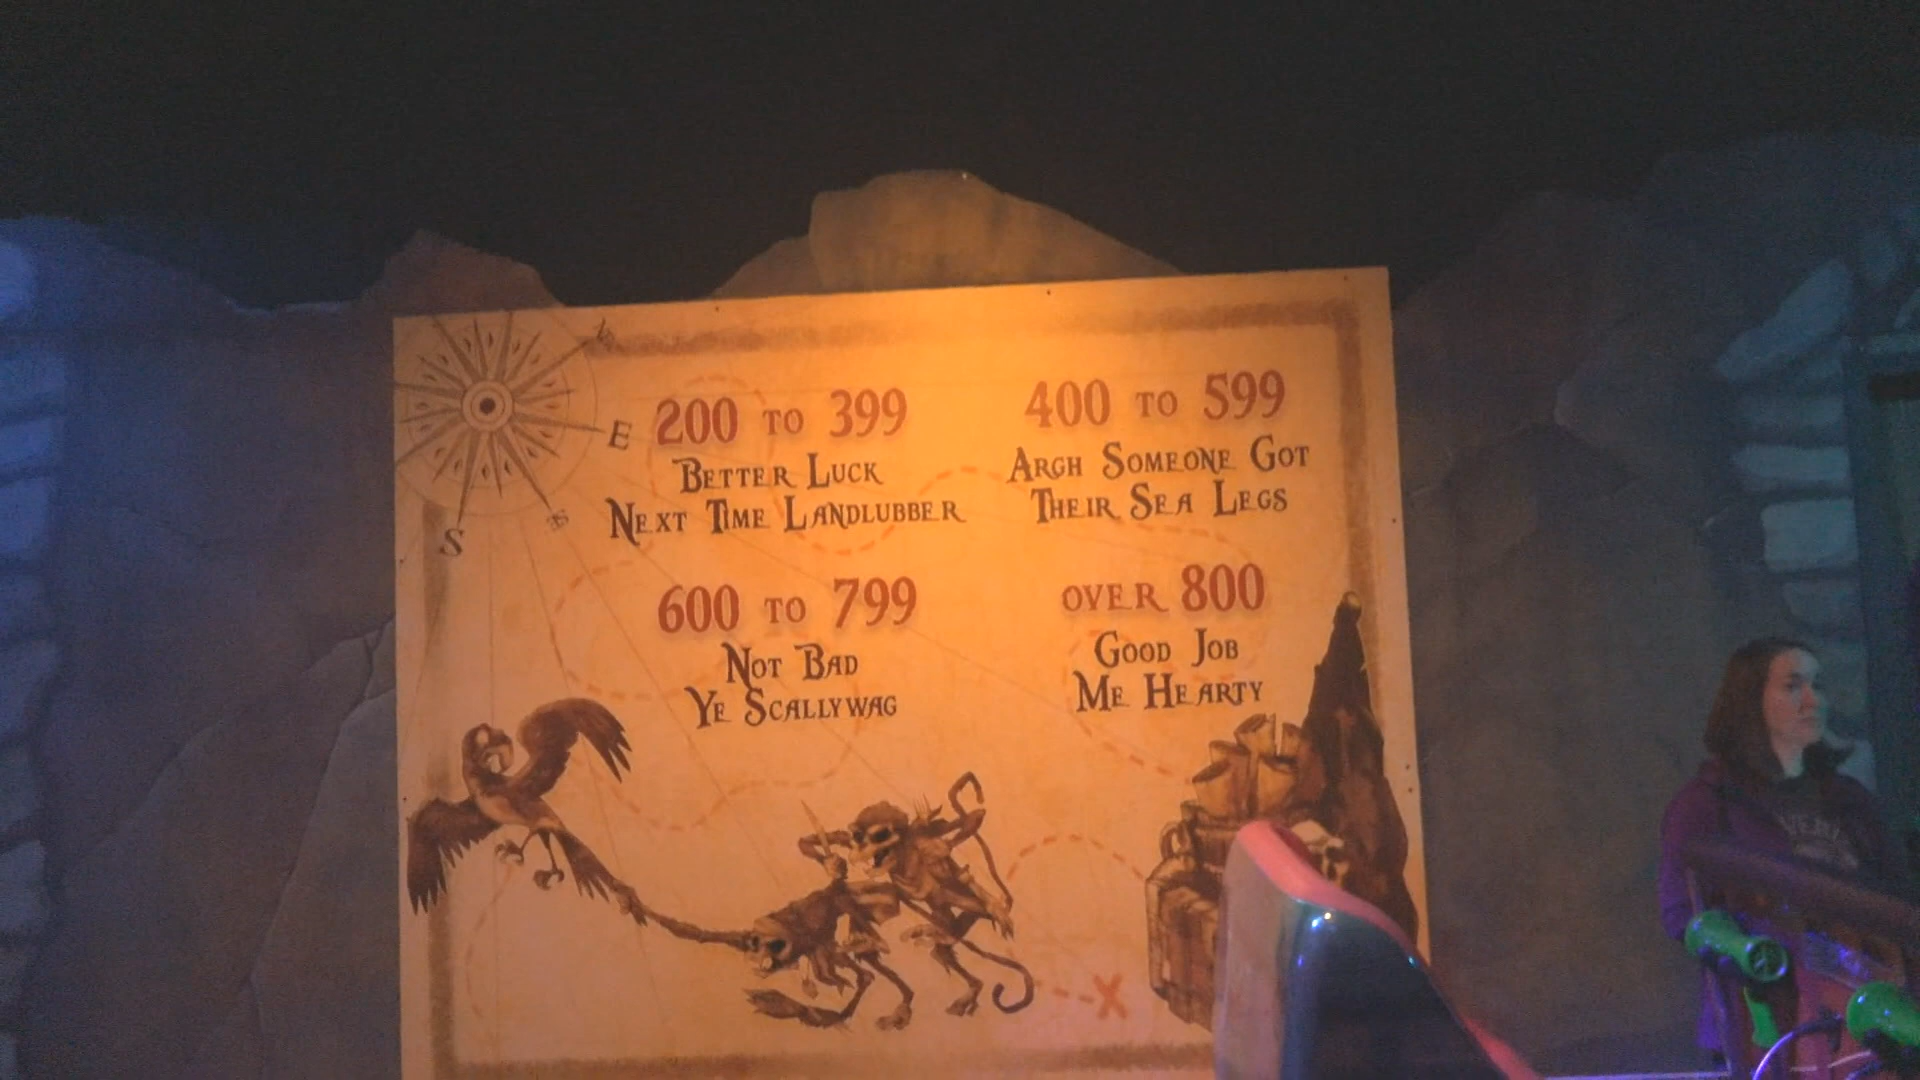 200 TO 399
BETTER LUCK
NEXT TIME LANDLUBBER
400 TO 599
ARGH SOMEONE GOT
THEIR SEA LEGS
600 TO 799
NOT BAD
YE SCALLYWAG
OVER 800
GOOD JOB
ME HEARTY
E
S
X